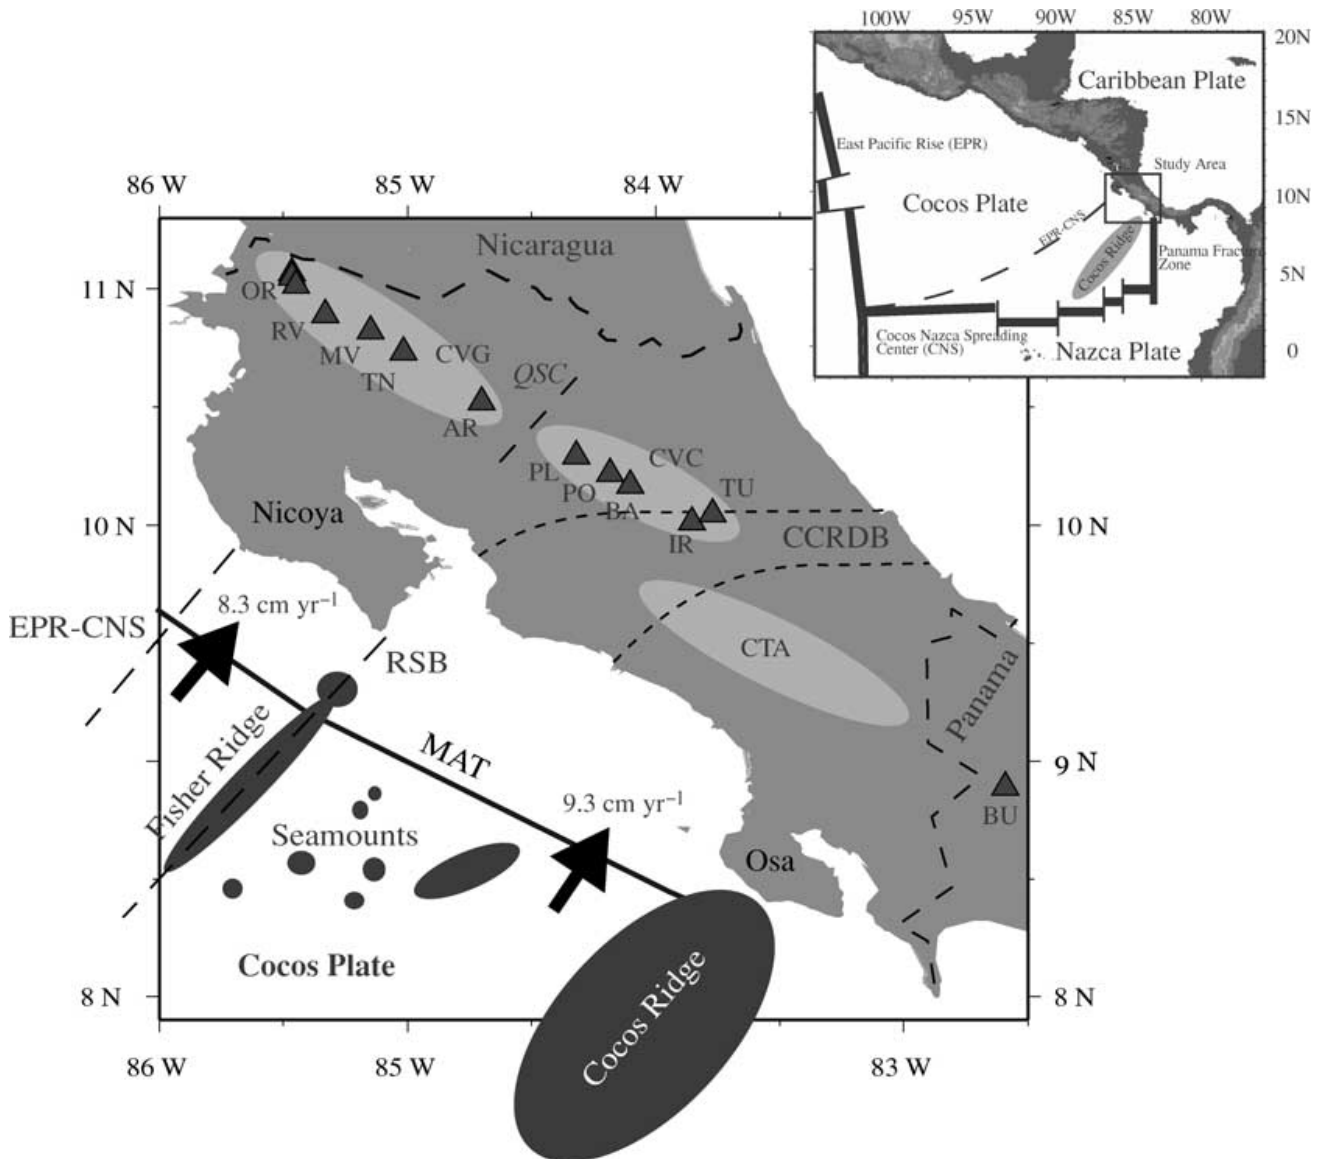 100W 95W 90W 85W 80W
20N
Caribbean Plate
15N
East Pacific Rise (EPR)
Study Area
10N
Cocos Plate
EPR-CNS
Cocos Ridge
Panama Fracture
Zone
5N
Cocos Nazca Spreading
Center (CNS)
Nazca Plate
0
86 W 85 W 84 W
Nicaragua
11 N
OR
RV
MV
CVG
TN
QSC
AR
CVC
PL
TU
PO
BA
Nicoya
10 N
10 N
IR
CCRDB
8.3 cm yr⁻¹
EPR-CNS
CTA
RSB
Panama
Fisher Ridge
MAT
9 N
9.3 cm yr⁻¹
BU
Seamounts
Osa
Cocos Plate
8 N
8 N
Cocos Ridge
86 W 85 W 83 W